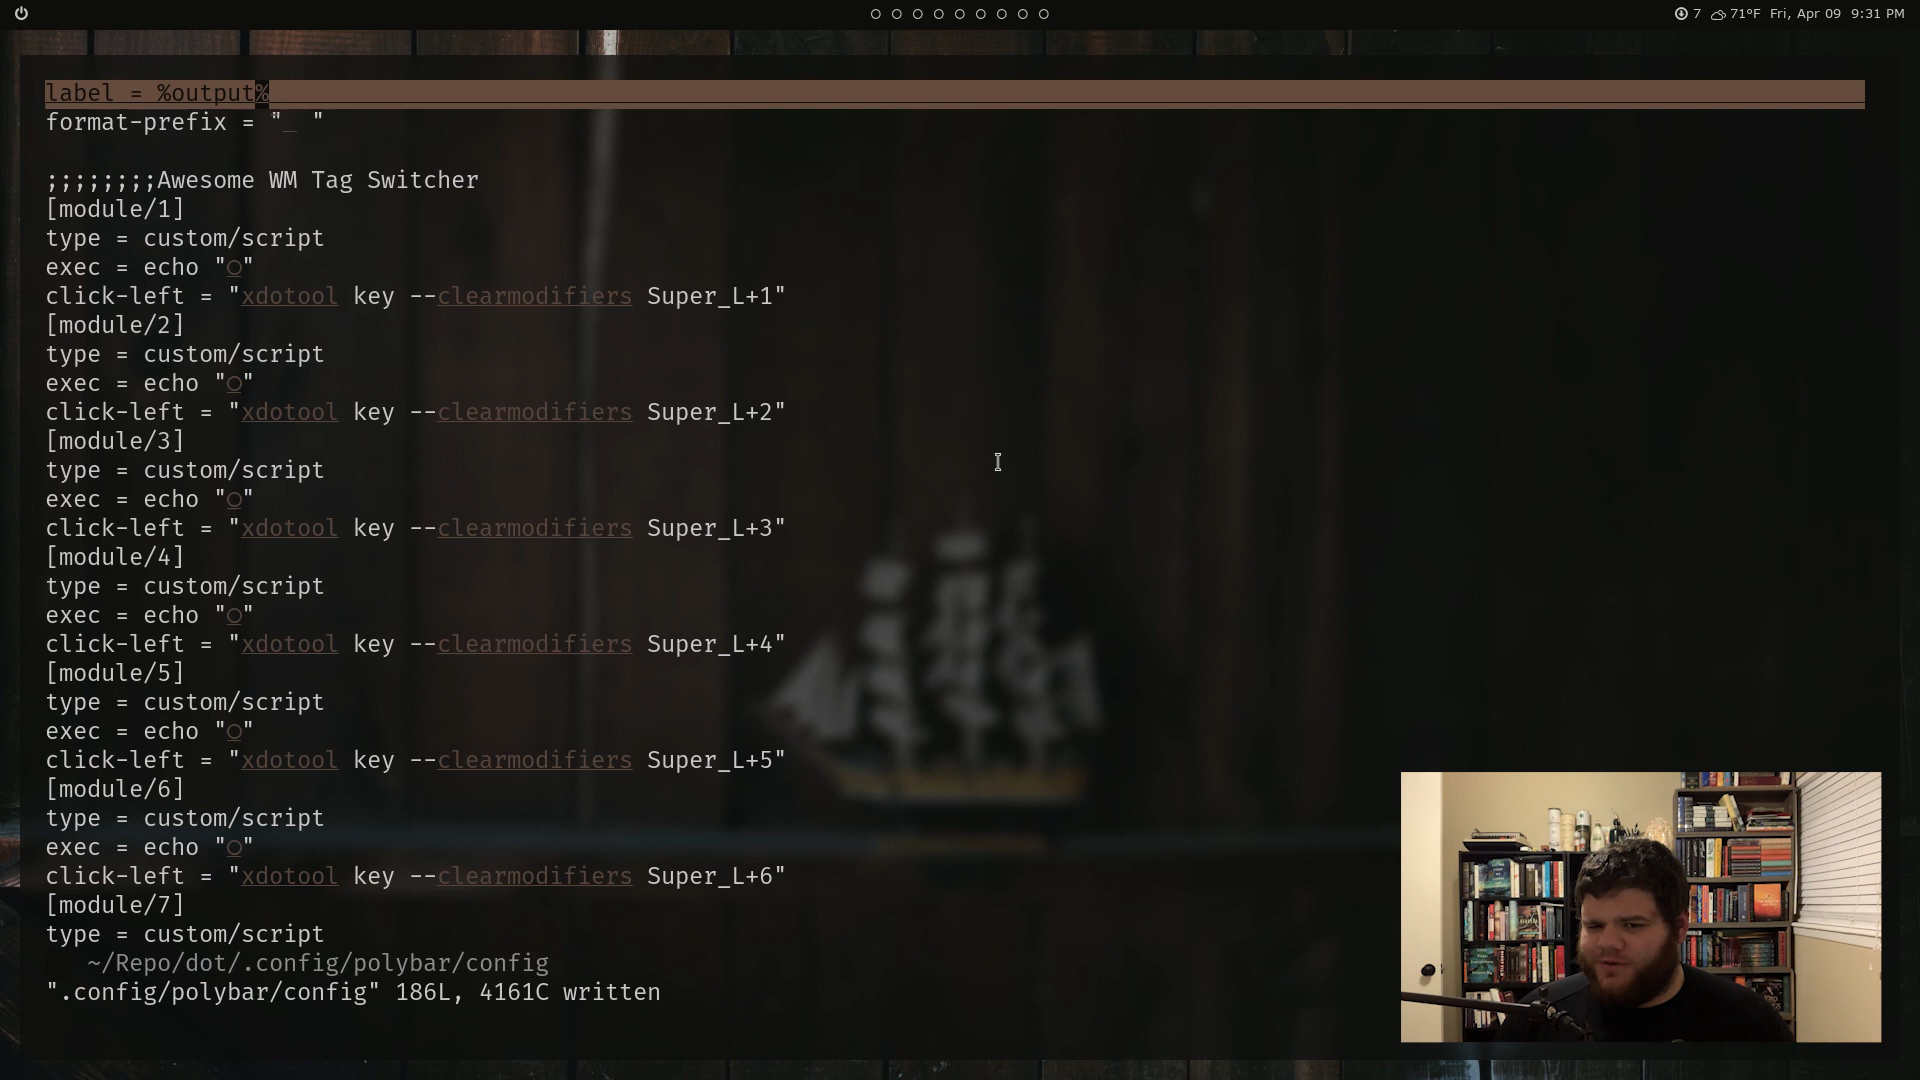 7 71°F Fri, Apr 09 9:31 PM
label = %output%
format-prefix = "_ "
;;;;;;;;Awesome WM Tag Switcher
[module/1]
type = custom/script
exec = echo "○"
click-left = "xdotool key --clearmodifiers Super_L+1"
[module/2]
type = custom/script
exec = echo "○"
click-left = "xdotool key --clearmodifiers Super_L+2"
[module/3]
type = custom/script
exec = echo "○"
click-left = "xdotool key --clearmodifiers Super_L+3"
[module/4]
type = custom/script
exec = echo "○"
click-left = "xdotool key --clearmodifiers Super_L+4"
[module/5]
type = custom/script
exec = echo "○"
click-left = "xdotool key --clearmodifiers Super_L+5"
[module/6]
type = custom/script
exec = echo "○"
click-left = "xdotool key --clearmodifiers Super_L+6"
[module/7]
type = custom/script
~/Repo/dot/.config/polybar/config
".config/polybar/config" 186L, 4161C written